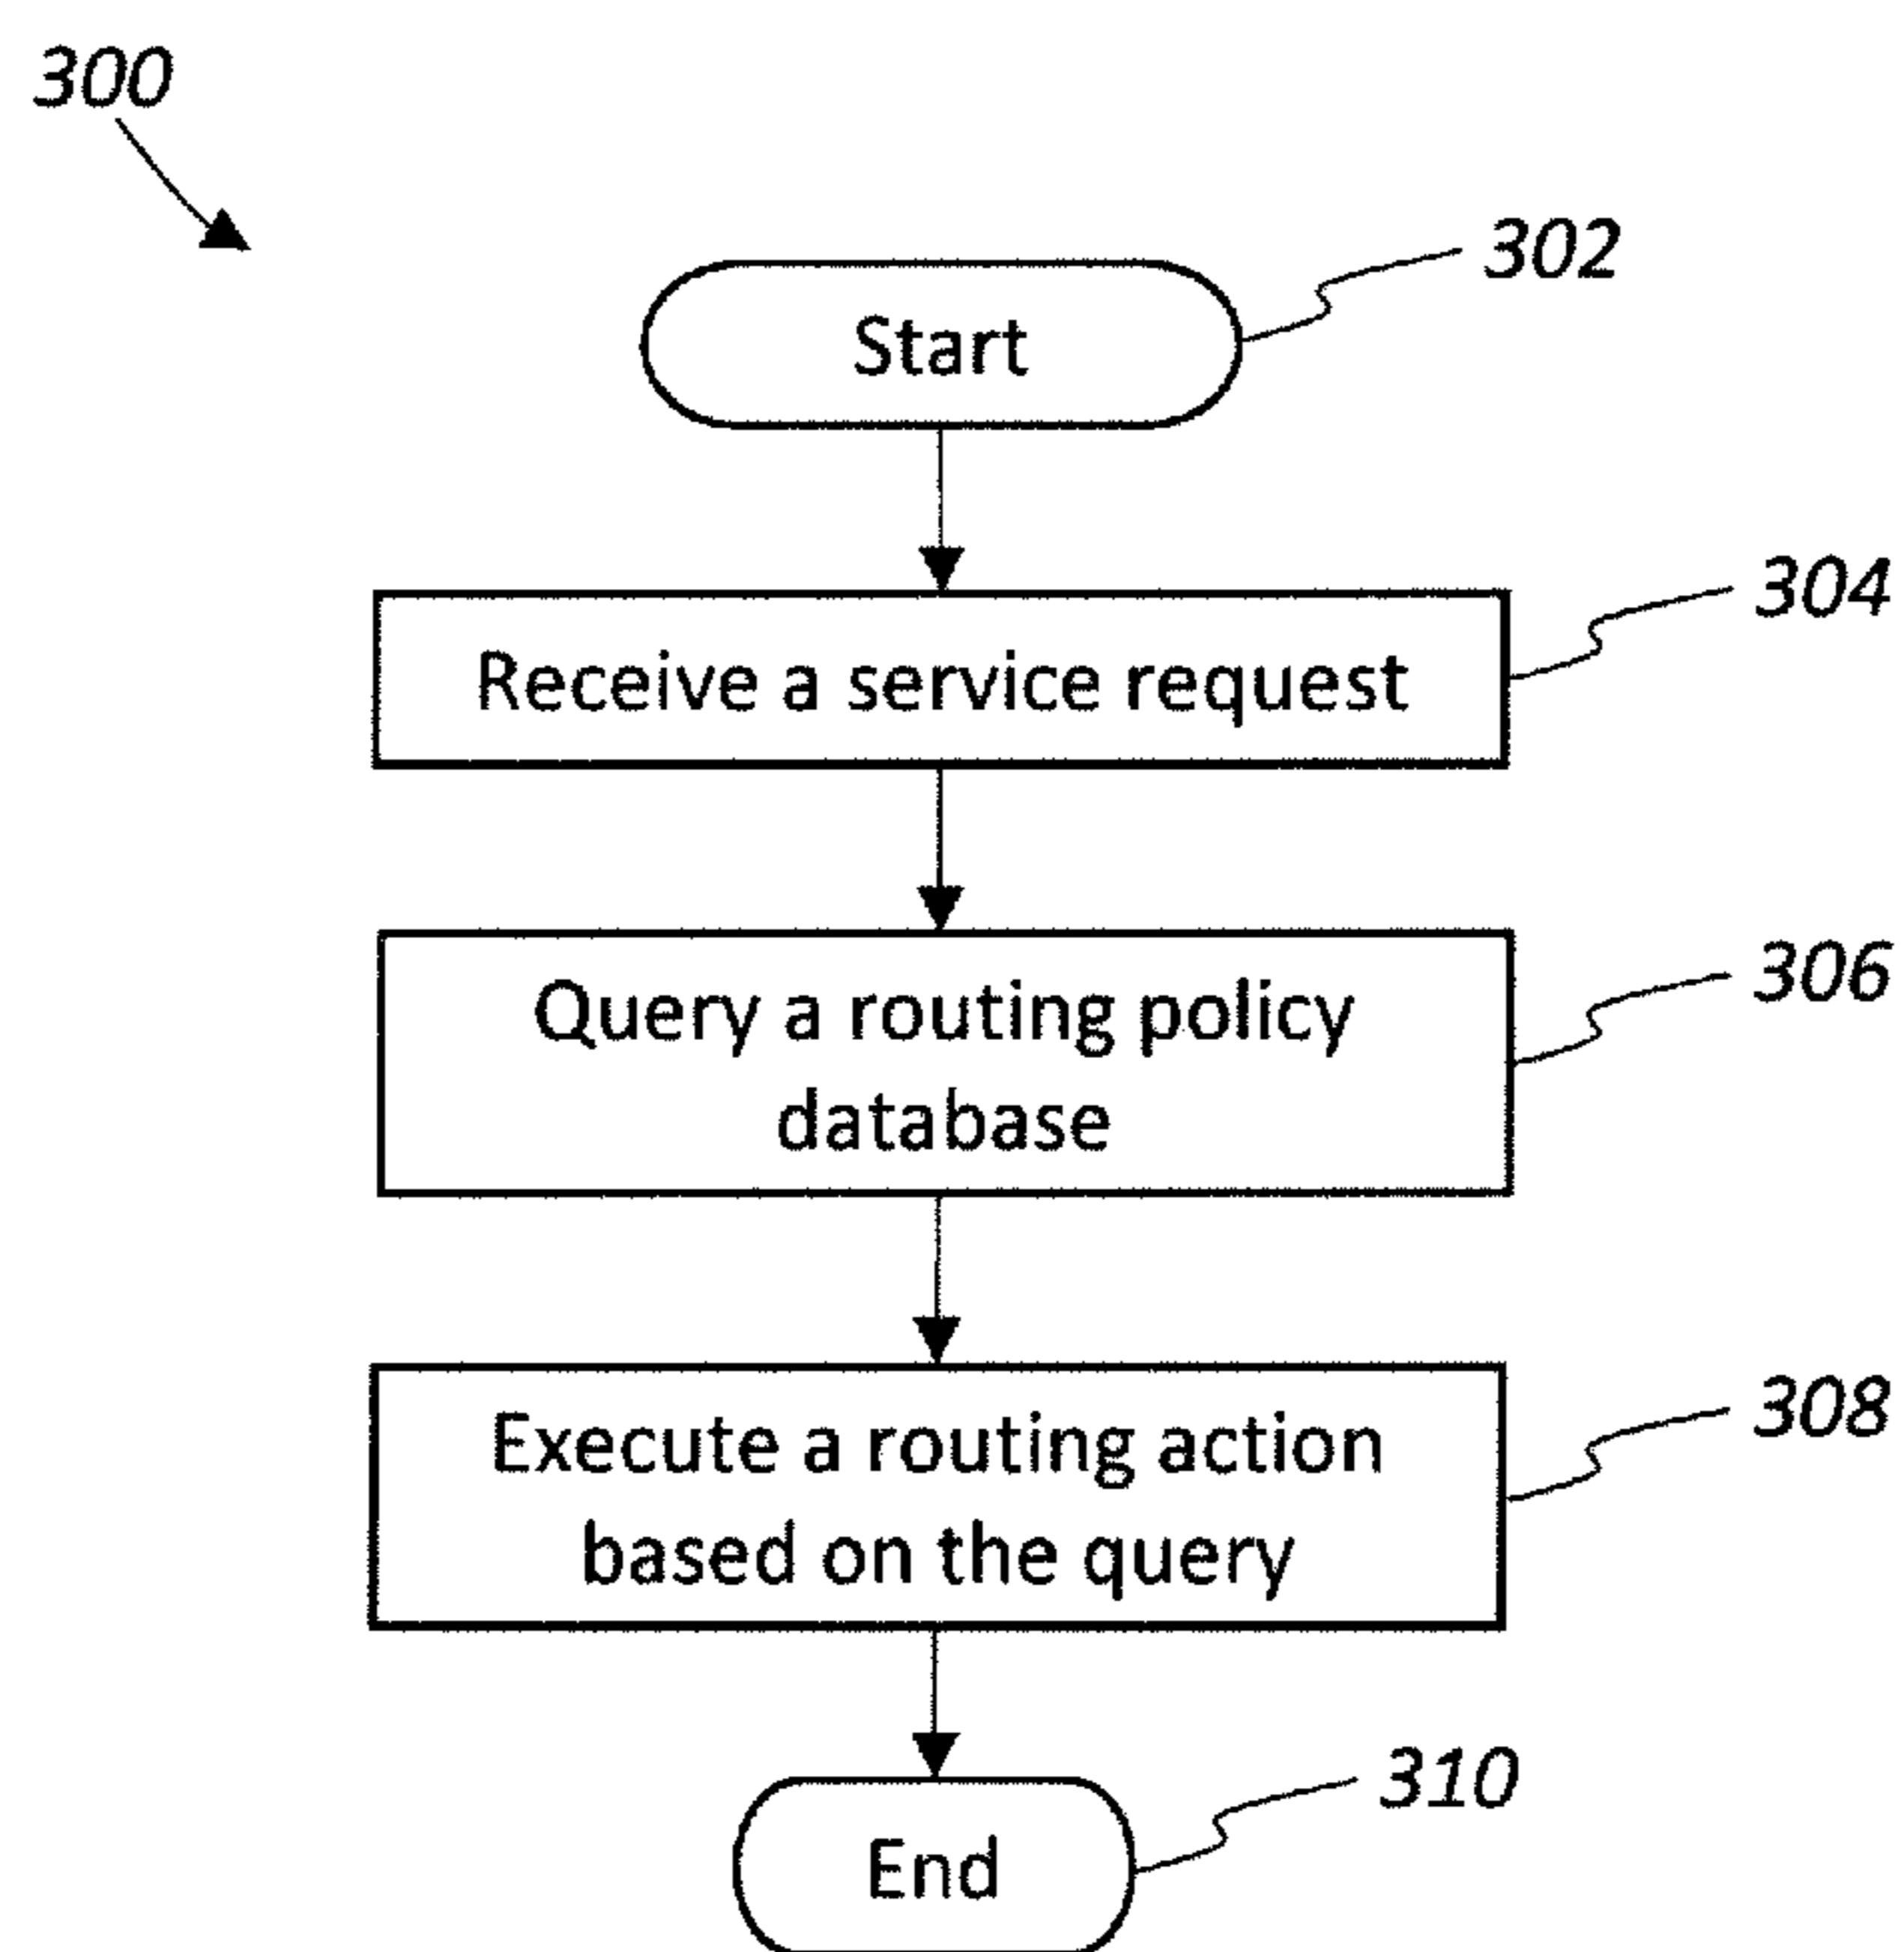 300
302
Start
304
Receive a service request
306
Query a routing policy
database
308
Execute a routing action
based on the query
310
End